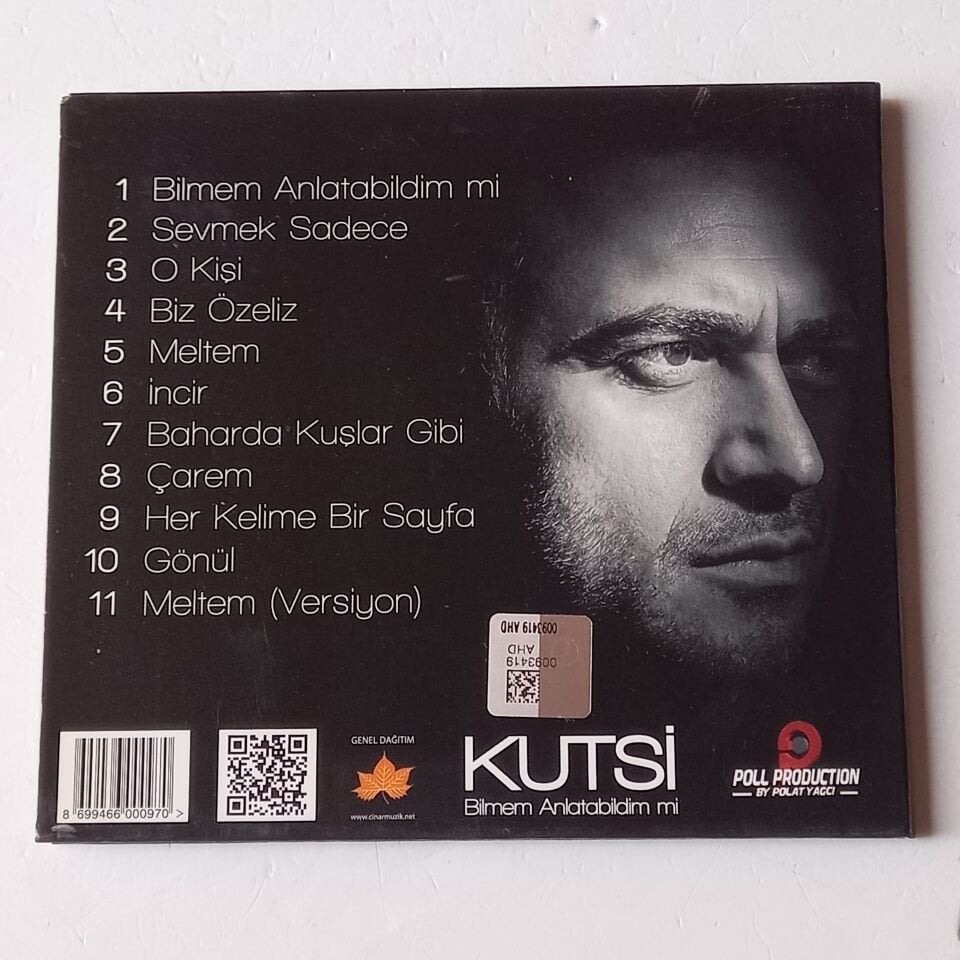 1 Bilmem Anlatabildim mi
2 Sevmek Sadece
3 O Kişi
4 Biz Özeliz
5 Meltem
6 İncir
7 Baharda Kuşlar Gibi
8 Çarem
9 Her Kelime Bir Sayfa
10 Gönül
11 Meltem (Versiyon)
0093419 AHD
0093419
AHD
8 699466 000970 >
GENEL DAĞITIM
www.cinarmuzik.net
KUTSİ
Bilmem Anlatabildim mi
POLL PRODUCTION
BY POLAT YAGCI